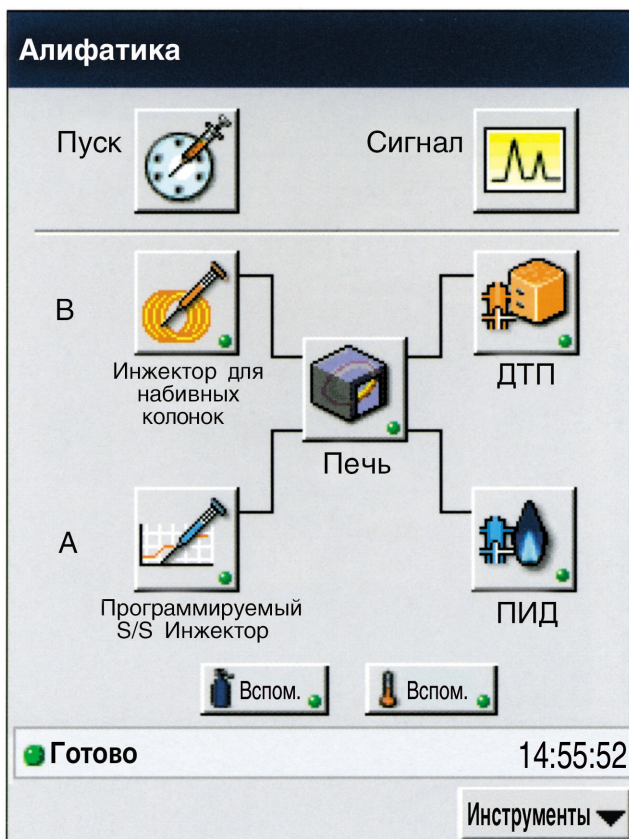 Алифатика
Пуск
Сигнал
В
Инжектор для
набивных
колонок
ДТП
Печь
А
Программируемый
S/S Инжектор
ПИД
Вспом.
Вспом.
Готово
14:55:52
Инструменты